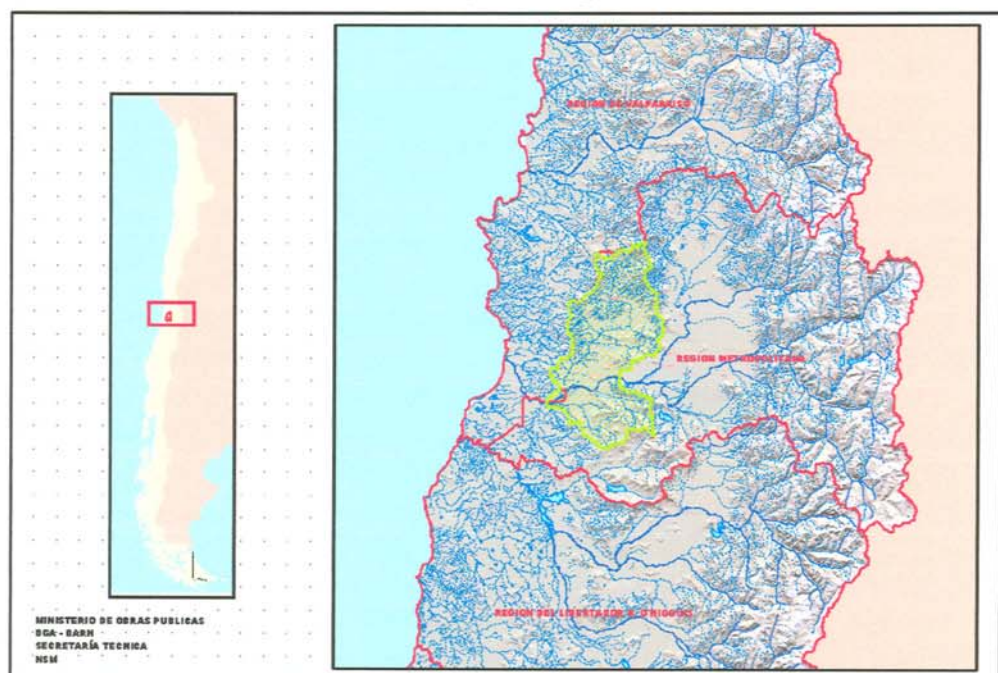 REGION DE VALPARAISO
REGION METROPOLITANA
REGION DEL LIBERTADOR B. O'HIGGINS
MINISTERIO DE OBRAS PUBLICAS
DGA - DARH
SECRETARÍA TECNICA
NSM